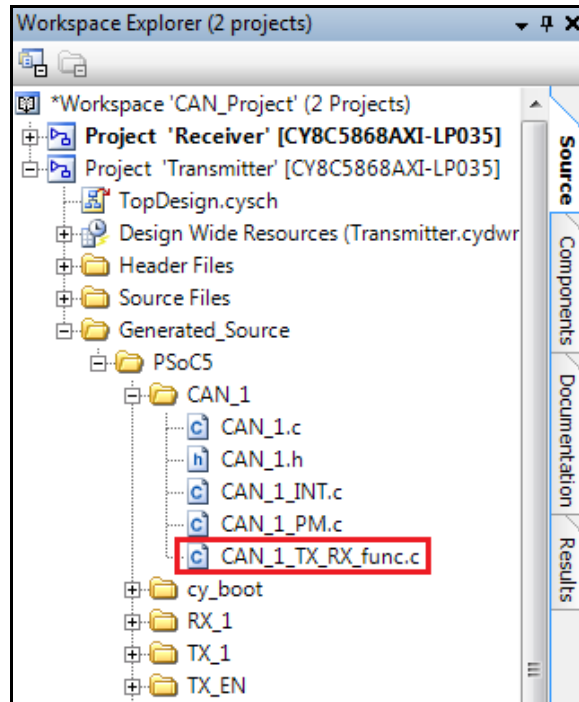 Workspace Explorer (2 projects)
*Workspace 'CAN_Project' (2 Projects)
Project 'Receiver' [CY8C5868AXI-LP035]
Project 'Transmitter' [CY8C5868AXI-LP035]
TopDesign.cysch
Design Wide Resources (Transmitter.cydwr
Header Files
Source Files
Generated_Source
PSoC5
CAN_1
CAN_1.c
CAN_1.h
CAN_1_INT.c
CAN_1_PM.c
CAN_1_TX_RX_func.c
cy_boot
RX_1
TX_1
TX_EN
Source
Components
Documentation
Results